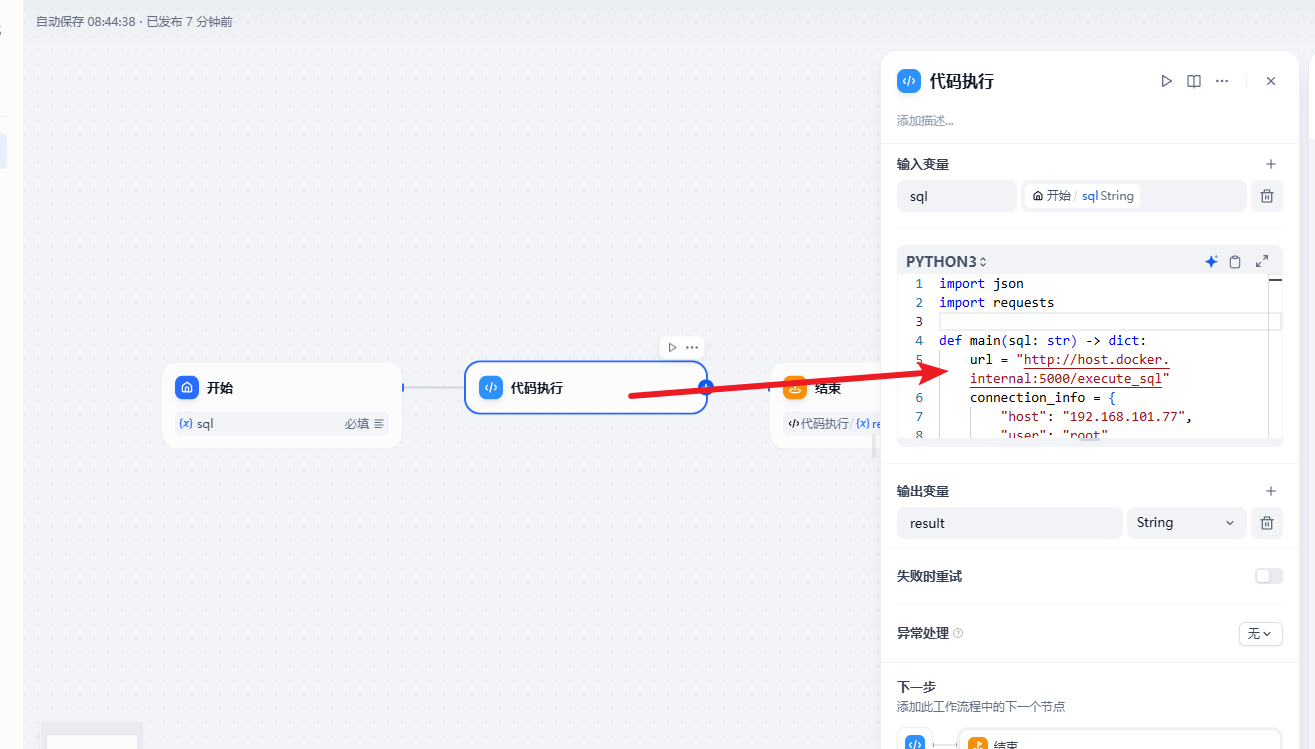 自动保存 08:44:38 · 已发布 7 分钟前
开始
{x} sql
必填
代码执行
结束
代码执行/ {x} re
代码执行
添加描述...
输入变量
sql
开始 / sql String
PYTHON3
1 import json
2 import requests
3
4 def main(sql: str) -> dict:
5 url = "http://host.docker.
internal:5000/execute_sql"
6 connection_info = {
7 "host": "192.168.101.77",
8 "user": "root"
输出变量
result
String
失败时重试
异常处理
无
下一步
添加此工作流程中的下一个节点
结束